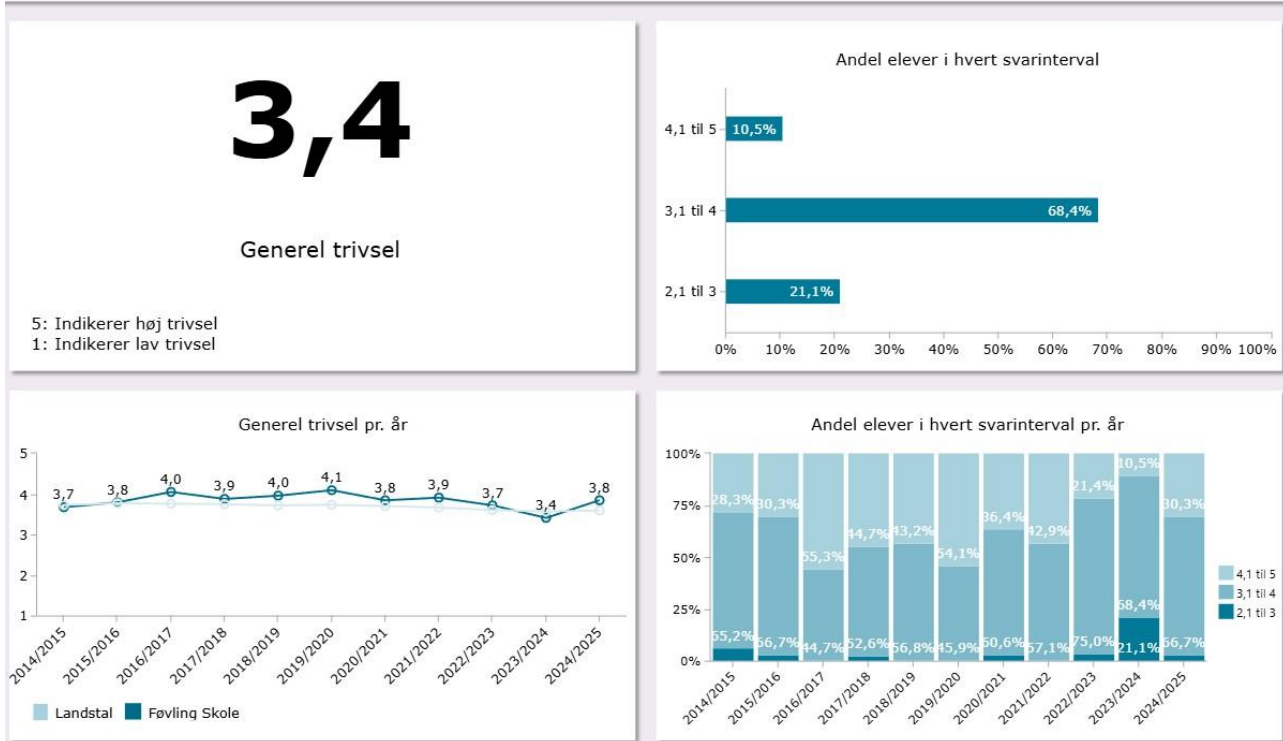 3,4
Generel trivsel
5: Indikerer høj trivsel
1: Indikerer lav trivsel
Andel elever i hvert svarinterval
4,1 til 5
10,5%
3,1 til 4
68,4%
2,1 til 3
21,1%
0% 10% 20% 30% 40% 50% 60% 70% 80% 90% 100%
Generel trivsel pr. år
5
4
3
2
1
3,7 3,8 4,0 3,9 4,0 4,1 3,8 3,9 3,7 3,4 3,8
2014/2015 2015/2016 2016/2017 2017/2018 2018/2019 2019/2020 2020/2021 2021/2022 2022/2023 2023/2024 2024/2025
Landstal Føvling Skole
Andel elever i hvert svarinterval pr. år
100%
75%
50%
25%
0%
28,3% 30,3% 55,3% 44,7% 43,2% 54,1% 36,4% 42,9% 21,4% 10,5% 30,3%
65,2% 66,7% 44,7% 52,6% 56,8% 45,9% 60,6% 57,1% 75,0% 68,4% 66,7%
21,1%
2014/2015 2015/2016 2016/2017 2017/2018 2018/2019 2019/2020 2020/2021 2021/2022 2022/2023 2023/2024 2024/2025
4,1 til 5
3,1 til 4
2,1 til 3